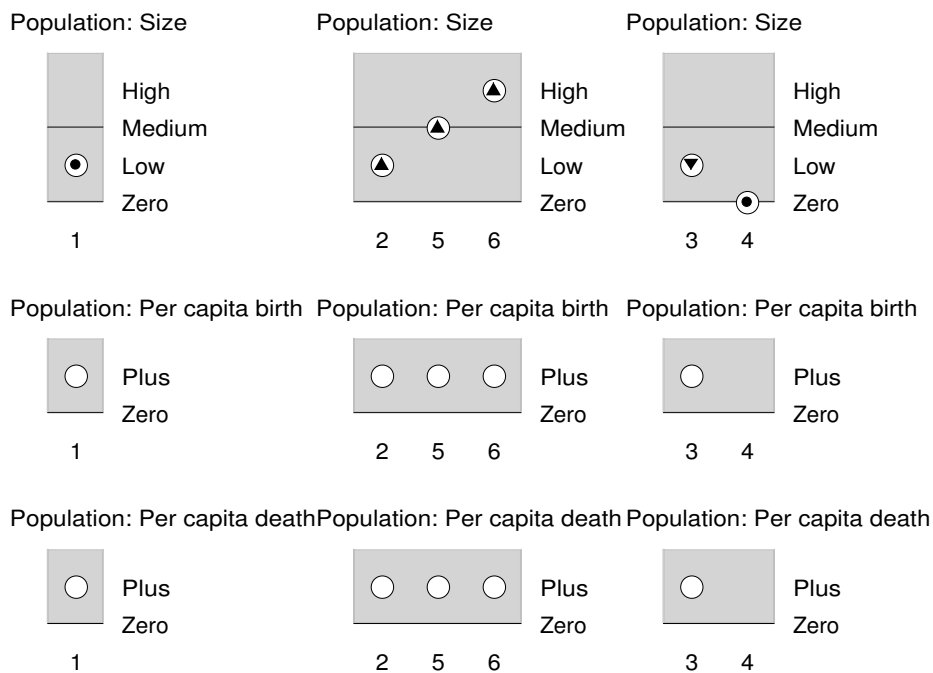 Population: Size Population: Size Population: Size
High High High
Medium Medium Medium
Low Low Low
Zero Zero Zero
1 2 5 6 3 4
Population: Per capita birth Population: Per capita birth Population: Per capita birth
Plus Plus Plus
Zero Zero Zero
1 2 5 6 3 4
Population: Per capita death Population: Per capita death Population: Per capita death
Plus Plus Plus
Zero Zero Zero
1 2 5 6 3 4